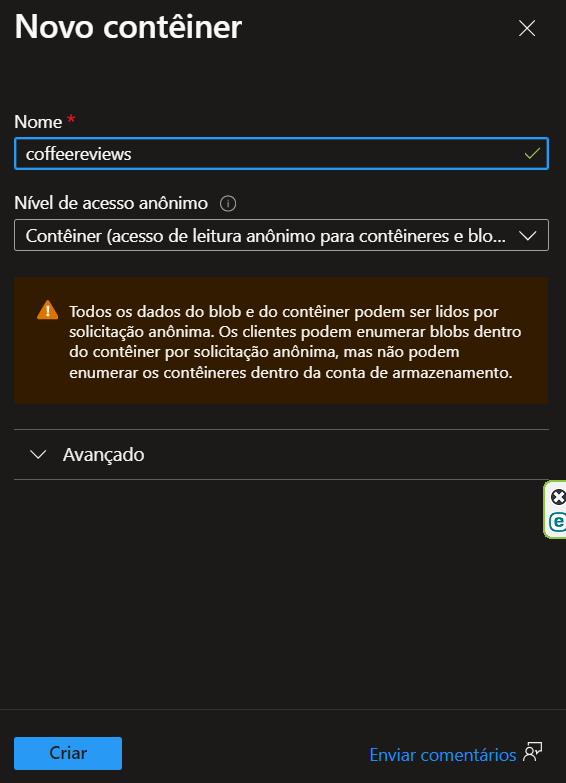 Novo contêiner
Nome *
coffeereviews
Nível de acesso anônimo
Contêiner (acesso de leitura anônimo para contêineres e blo...
Todos os dados do blob e do contêiner podem ser lidos por
solicitação anônima. Os clientes podem enumerar blobs dentro
do contêiner por solicitação anônima, mas não podem
enumerar os contêineres dentro da conta de armazenamento.
Avançado
e
Criar
Enviar comentários